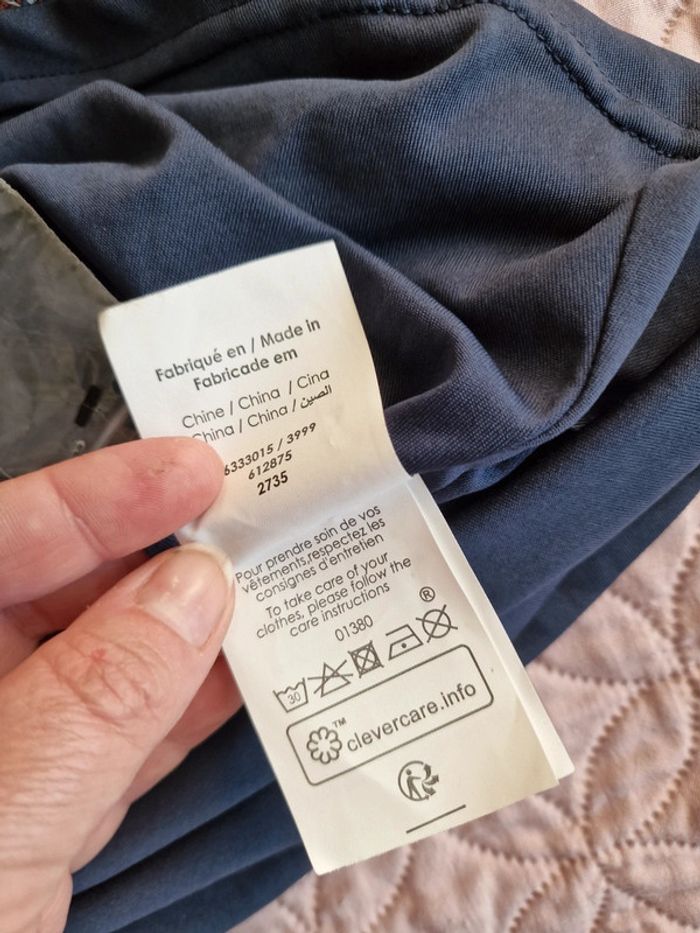 Fabriqué en / Made in
Fabricade em
Chine / China / Cina
China / China / الصين
6333015 / 3999
612875
2735
Pour prendre soin de vos
vêtements,respectez les
consignes d'entretien
To take care of your
clothes, please follow the
care instructions
®
01380
30
™
clevercare.info